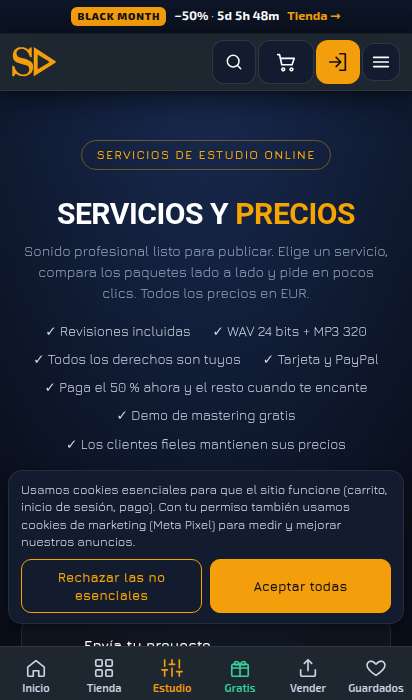 BLACK MONTH −50% · 5d 5h 48m Tienda →
SERVICIOS DE ESTUDIO ONLINE
SERVICIOS Y PRECIOS
Sonido profesional listo para publicar. Elige un servicio,
compara los paquetes lado a lado y pide en pocos
clics. Todos los precios en EUR.
✓ Revisiones incluidas ✓ WAV 24 bits + MP3 320
✓ Todos los derechos son tuyos ✓ Tarjeta y PayPal
✓ Paga el 50 % ahora y el resto cuando te encante
✓ Demo de mastering gratis
✓ Los clientes fieles mantienen sus precios
Usamos cookies esenciales para que el sitio funcione (carrito,
inicio de sesión, pago). Con tu permiso también usamos
cookies de marketing (Meta Pixel) para medir y mejorar
nuestros anuncios.
Rechazar las no
esenciales
Aceptar todas
Envía tu proyecto
Inicio Tienda Estudio Gratis Vender Guardados